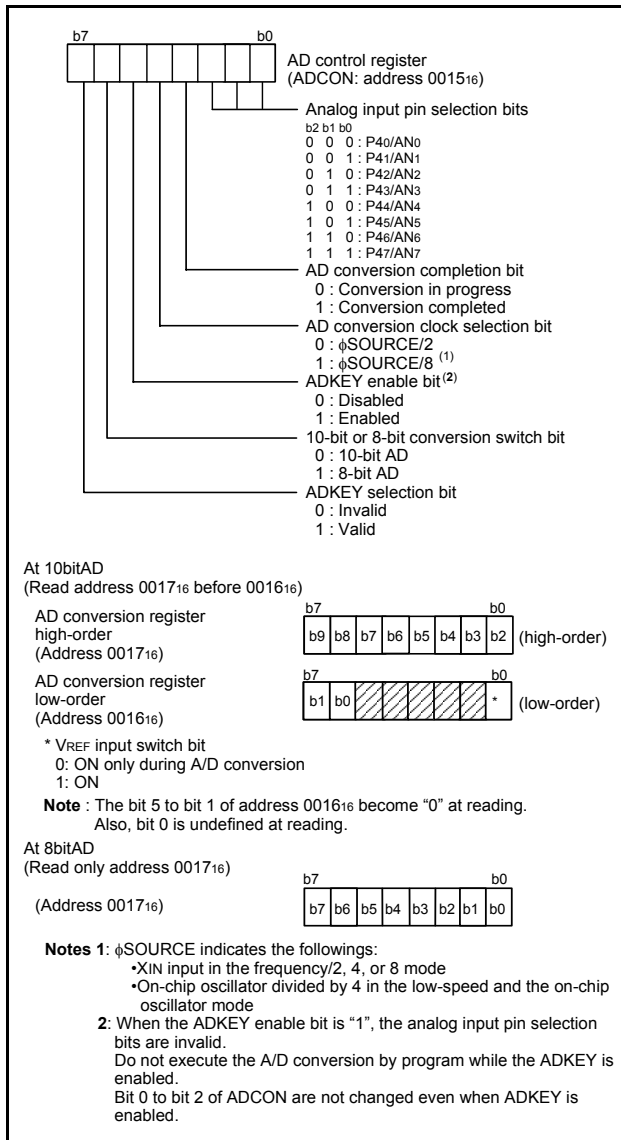 b7 b0
AD control register
(ADCON: address 001516)
Analog input pin selection bits
b2 b1 b0
0 0 0 : P40/AN0
0 0 1 : P41/AN1
0 1 0 : P42/AN2
0 1 1 : P43/AN3
1 0 0 : P44/AN4
1 0 1 : P45/AN5
1 1 0 : P46/AN6
1 1 1 : P47/AN7
AD conversion completion bit
0 : Conversion in progress
1 : Conversion completed
AD conversion clock selection bit
0 : ϕSOURCE/2
1 : ϕSOURCE/8 (1)
ADKEY enable bit(2)
0 : Disabled
1 : Enabled
10-bit or 8-bit conversion switch bit
0 : 10-bit AD
1 : 8-bit AD
ADKEY selection bit
0 : Invalid
1 : Valid
At 10bitAD
(Read address 001716 before 001616)
b7 b0
AD conversion register
high-order
(Address 001716)
b9 b8 b7 b6 b5 b4 b3 b2 (high-order)
b7 b0
AD conversion register
low-order
(Address 001616)
b1 b0 * (low-order)
* VREF input switch bit
0: ON only during A/D conversion
1: ON
Note : The bit 5 to bit 1 of address 001616 become “0” at reading.
Also, bit 0 is undefined at reading.
At 8bitAD
(Read only address 001716)
b7 b0
(Address 001716)
b7 b6 b5 b4 b3 b2 b1 b0
Notes 1: ϕSOURCE indicates the followings:
•XIN input in the frequency/2, 4, or 8 mode
•On-chip oscillator divided by 4 in the low-speed and the on-chip
oscillator mode
2: When the ADKEY enable bit is “1”, the analog input pin selection
bits are invalid.
Do not execute the A/D conversion by program while the ADKEY is
enabled.
Bit 0 to bit 2 of ADCON are not changed even when ADKEY is
enabled.